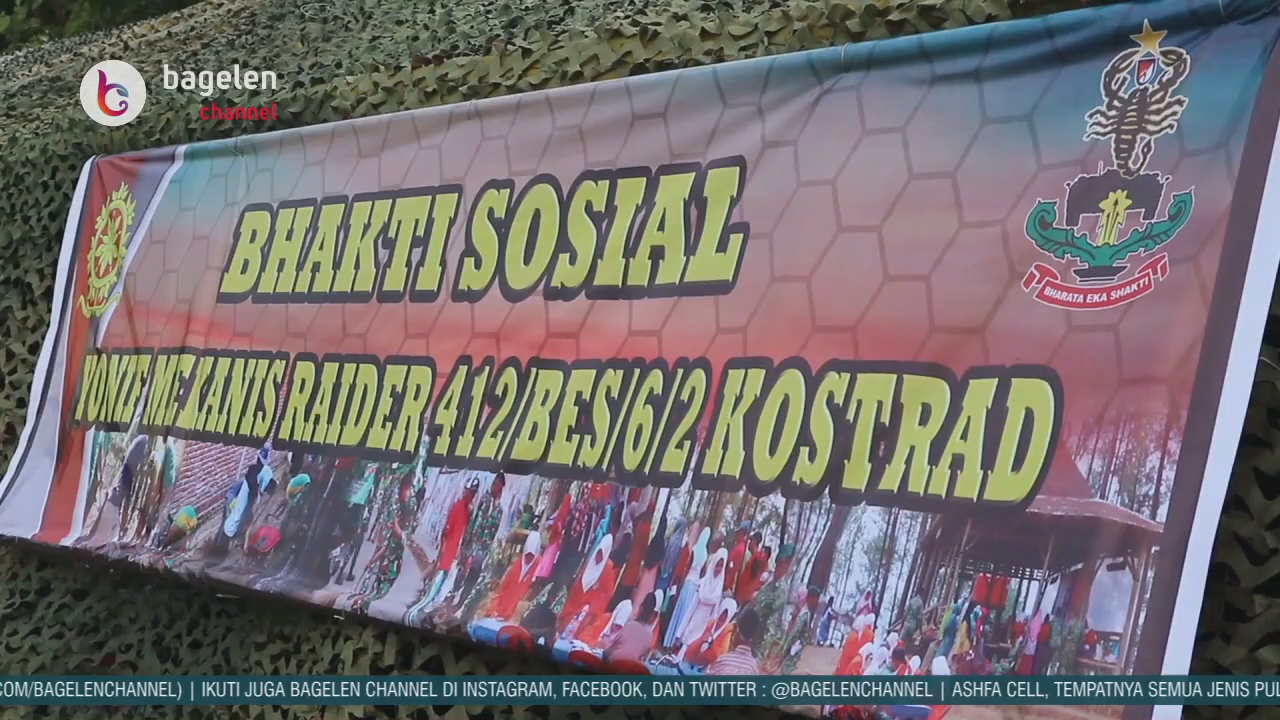 bagelen
channel
BHAKTI SOSIAL
YONIF MEKANIS RAIDER 412/BES/6/2 KOSTRAD
BHARATA EKA SHAKTI
COM/BAGELENCHANNEL) | IKUTI JUGA BAGELEN CHANNEL DI INSTAGRAM, FACEBOOK, DAN TWITTER : @BAGELENCHANNEL | ASHFA CELL, TEMPATNYA SEMUA JENIS PUL